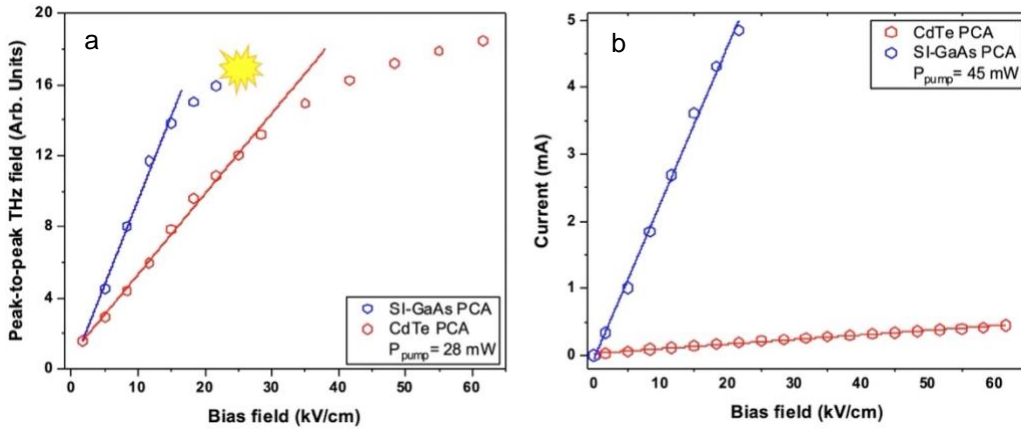 a
Peak-to-peak THz field (Arb. Units)
20
16
12
8
4
0
0 10 20 30 40 50 60
Bias field (kV/cm)
SI-GaAs PCA
CdTe PCA
P_pump = 28 mW
b
Current (mA)
5
4
3
2
1
0
0 10 20 30 40 50 60
Bias field (kV/cm)
CdTe PCA
SI-GaAs PCA
P_pump = 45 mW